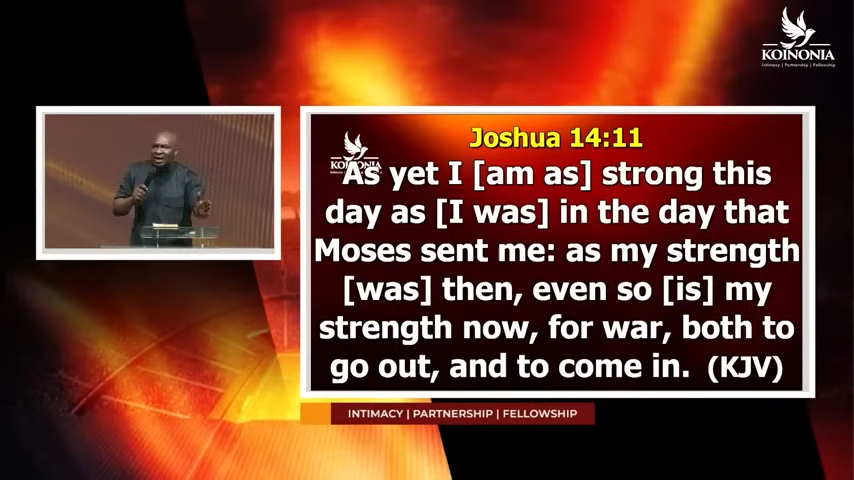 KOINONIA
Intimacy | Partnership | Fellowship
Joshua 14:11
KOINONIA
As yet I [am as] strong this
day as [I was] in the day that
Moses sent me: as my strength
[was] then, even so [is] my
strength now, for war, both to
go out, and to come in. (KJV)
INTIMACY | PARTNERSHIP | FELLOWSHIP